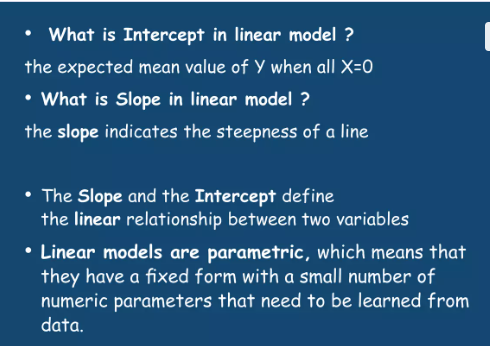 • What is Intercept in linear model ?
the expected mean value of Y when all X=0
• What is Slope in linear model ?
the slope indicates the steepness of a line
• The Slope and the Intercept define
the linear relationship between two variables
• Linear models are parametric, which means that
they have a fixed form with a small number of
numeric parameters that need to be learned from
data.